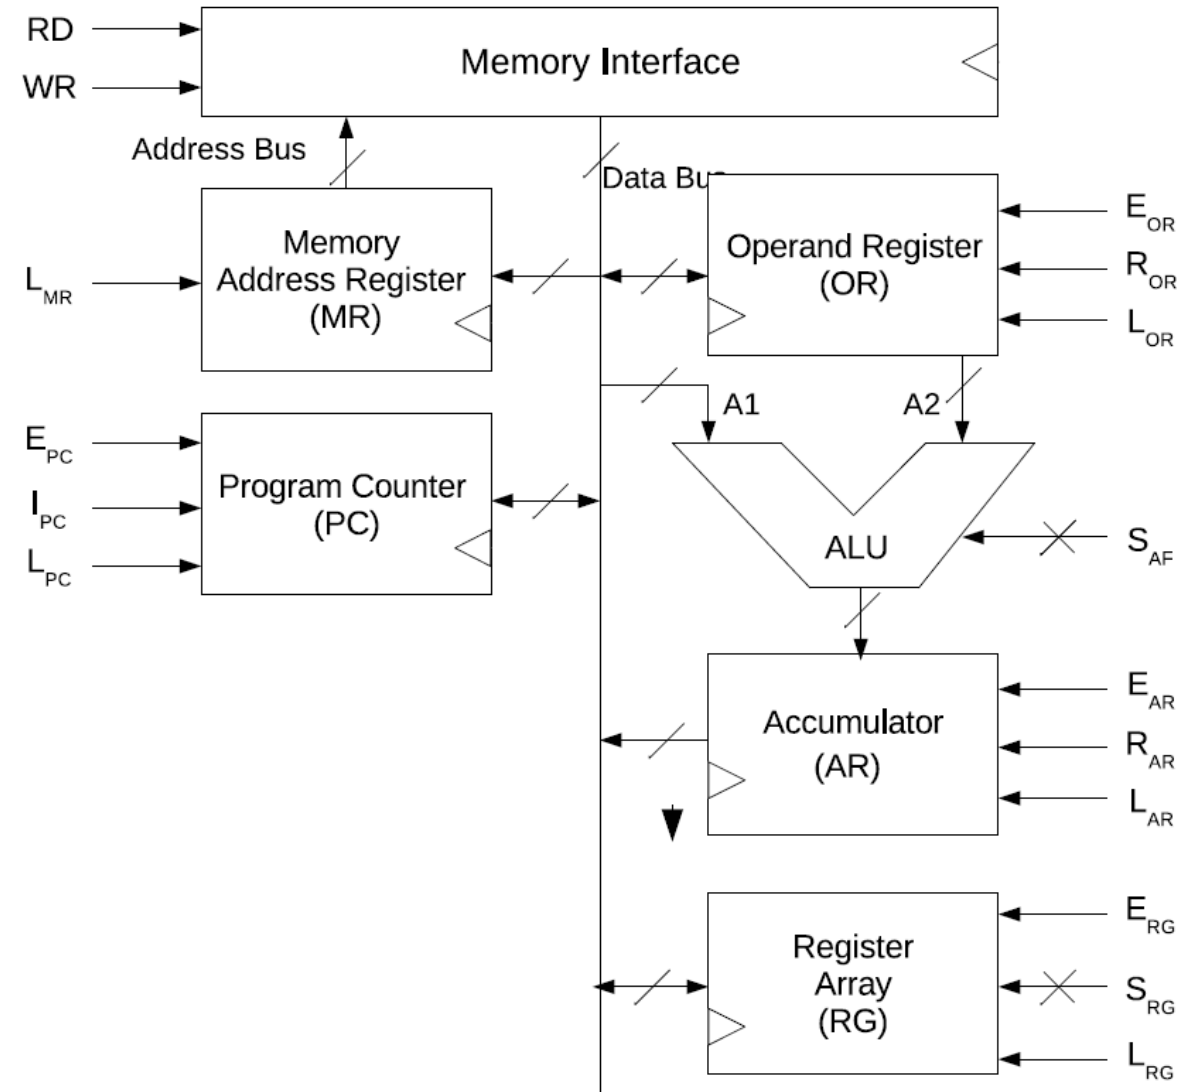 RD
Memory Interface
WR
Address Bus
Data Bus
Memory
Address Register
(MR)
L_MR
Operand Register
(OR)
E_OR
R_OR
L_OR
A1
A2
E_PC
I_PC
L_PC
Program Counter
(PC)
ALU
S_AF
Accumulator
(AR)
E_AR
R_AR
L_AR
Register
Array
(RG)
E_RG
S_RG
L_RG